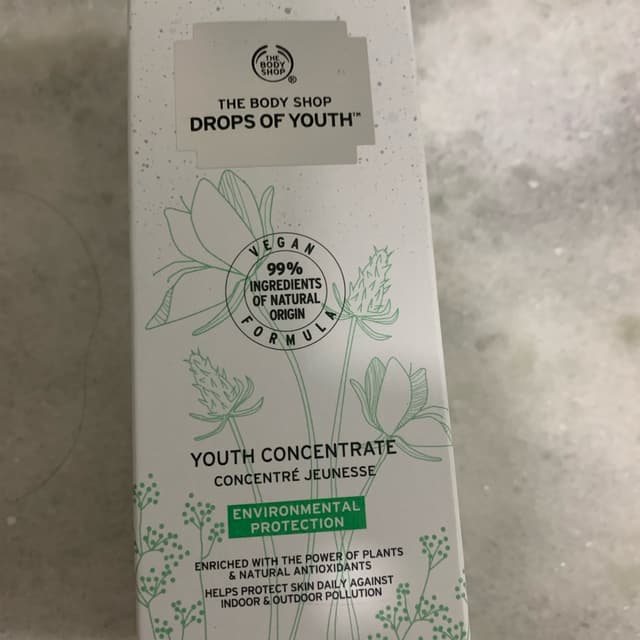 THE
BODY
SHOP
®
THE BODY SHOP
DROPS OF YOUTH™
VEGAN
99%
INGREDIENTS
OF NATURAL
ORIGIN
FORMULA
YOUTH CONCENTRATE
CONCENTRÉ JEUNESSE
ENVIRONMENTAL
PROTECTION
ENRICHED WITH THE POWER OF PLANTS
& NATURAL ANTIOXIDANTS
HELPS PROTECT SKIN DAILY AGAINST
INDOOR & OUTDOOR POLLUTION